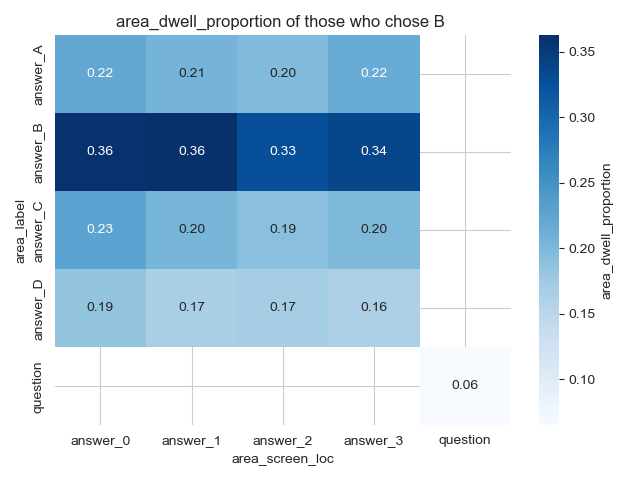 area_dwell_proportion of those who chose B
answer_A
0.22 0.21 0.20 0.22
answer_B
0.36 0.36 0.33 0.34
answer_C
0.23 0.20 0.19 0.20
answer_D
0.19 0.17 0.17 0.16
question
0.06
area_label
answer_0 answer_1 answer_2 answer_3 question
area_screen_loc
0.35
0.30
0.25
0.20
0.15
0.10
area_dwell_proportion